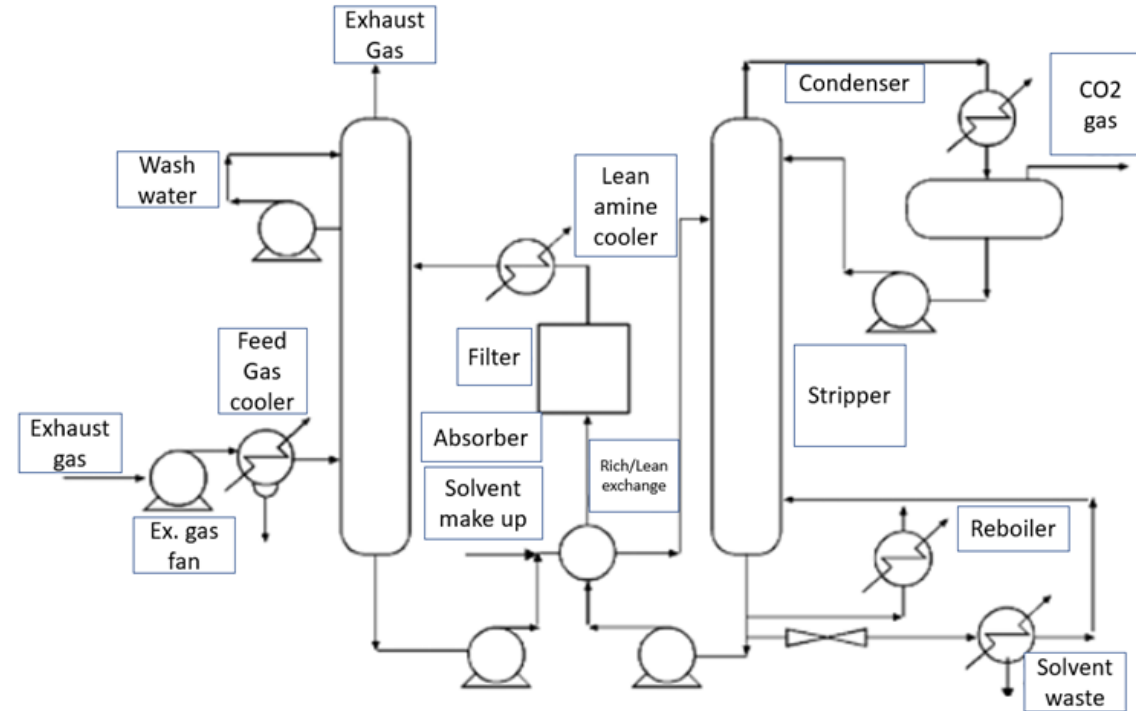 Exhaust
Gas
Condenser
CO2
gas
Wash
water
Lean
amine
cooler
Feed
Gas
cooler
Filter
Stripper
Exhaust
gas
Absorber
Rich/Lean
exchange
Solvent
make up
Ex. gas
fan
Reboiler
Solvent
waste